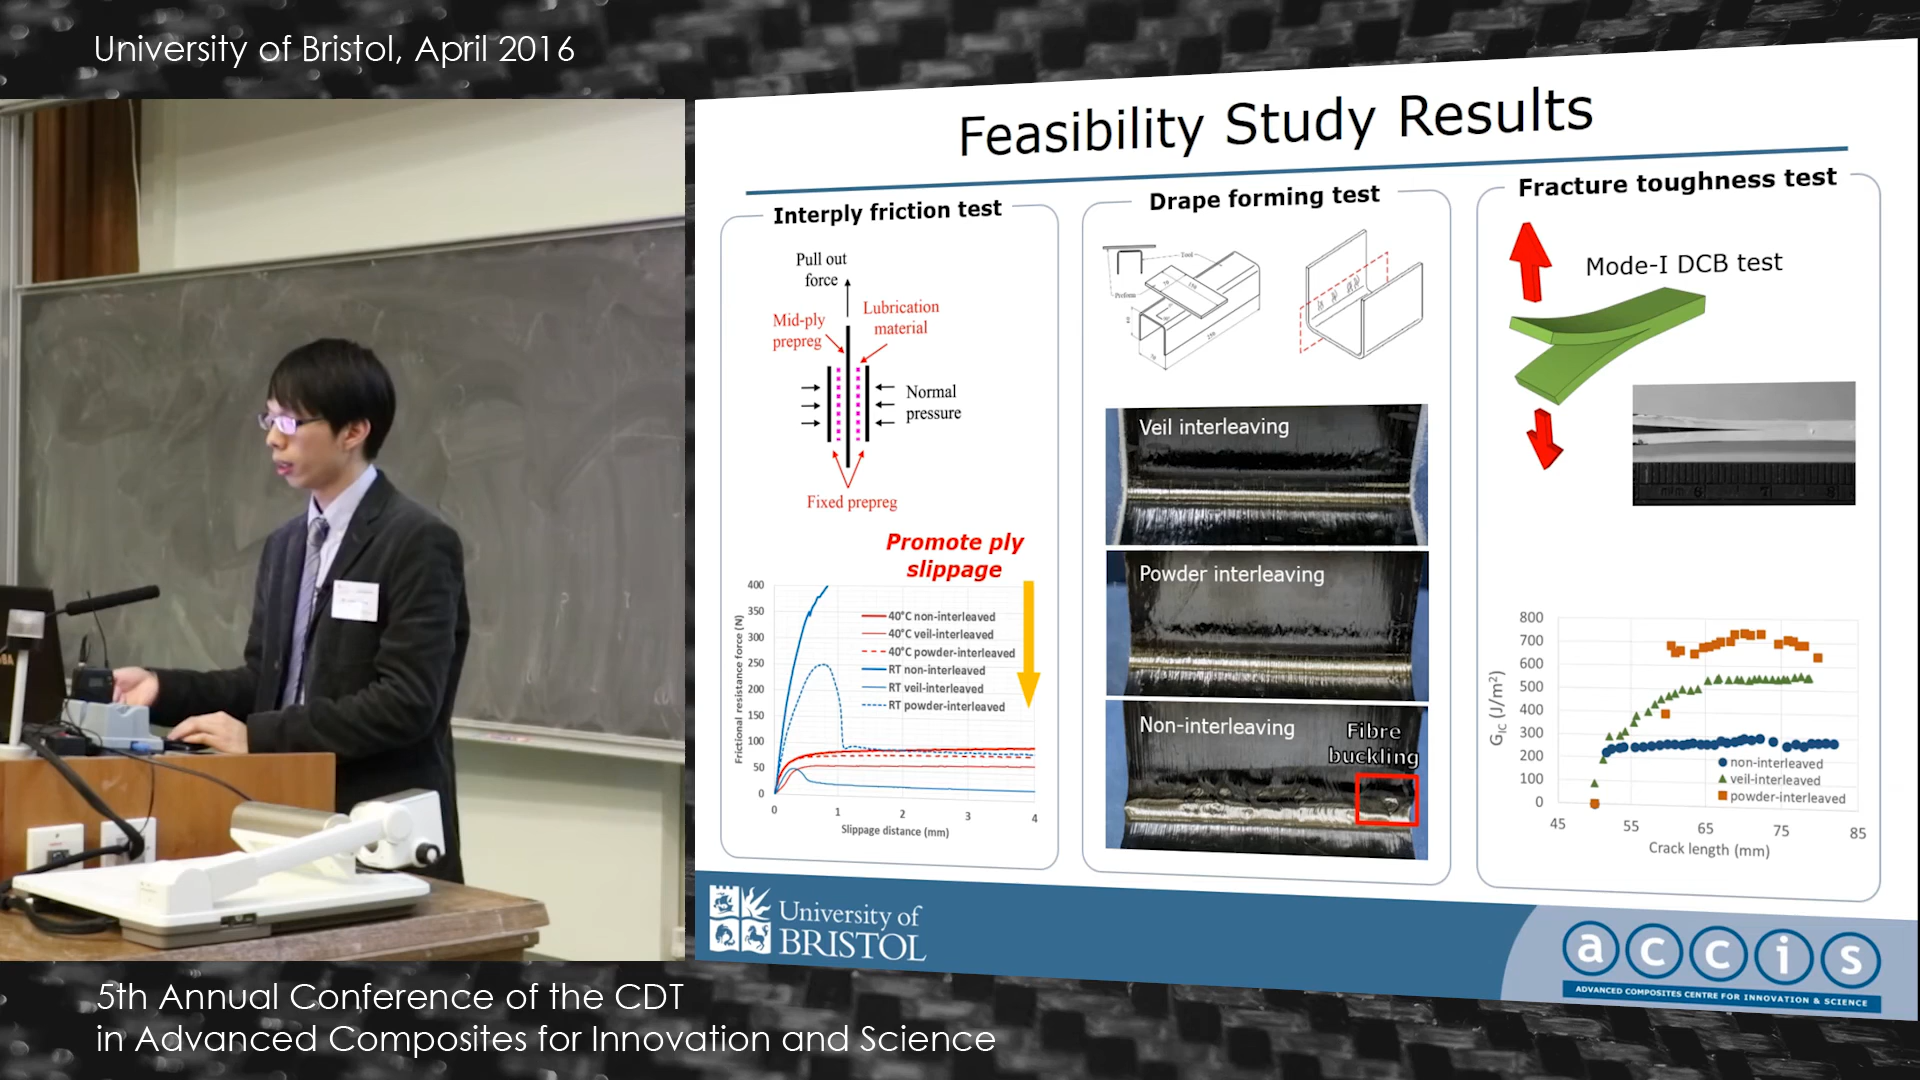 University of Bristol, April 2016
Feasibility Study Results
Interply friction test
Pull out
force
Mid-ply
prepreg
Lubrication
material
Normal
pressure
Fixed prepreg
Promote ply
slippage
Frictional resistance force (N)
400
350
300
250
200
150
100
50
0
40°C non-interleaved
40°C veil-interleaved
40°C powder-interleaved
RT non-interleaved
RT veil-interleaved
RT powder-interleaved
0 1 2 3 4
Slippage distance (mm)
Drape forming test
Tool
Preform
Veil interleaving
Powder interleaving
Non-interleaving
Fibre
buckling
Fracture toughness test
Mode-I DCB test
mm 6 7 8
G_IC (J/m²)
800
700
600
500
400
300
200
100
0
non-interleaved
veil-interleaved
powder-interleaved
45 55 65 75 85
Crack length (mm)
University of
BRISTOL
accis
ADVANCED COMPOSITES CENTRE FOR INNOVATION & SCIENCE
5th Annual Conference of the CDT
in Advanced Composites for Innovation and Science